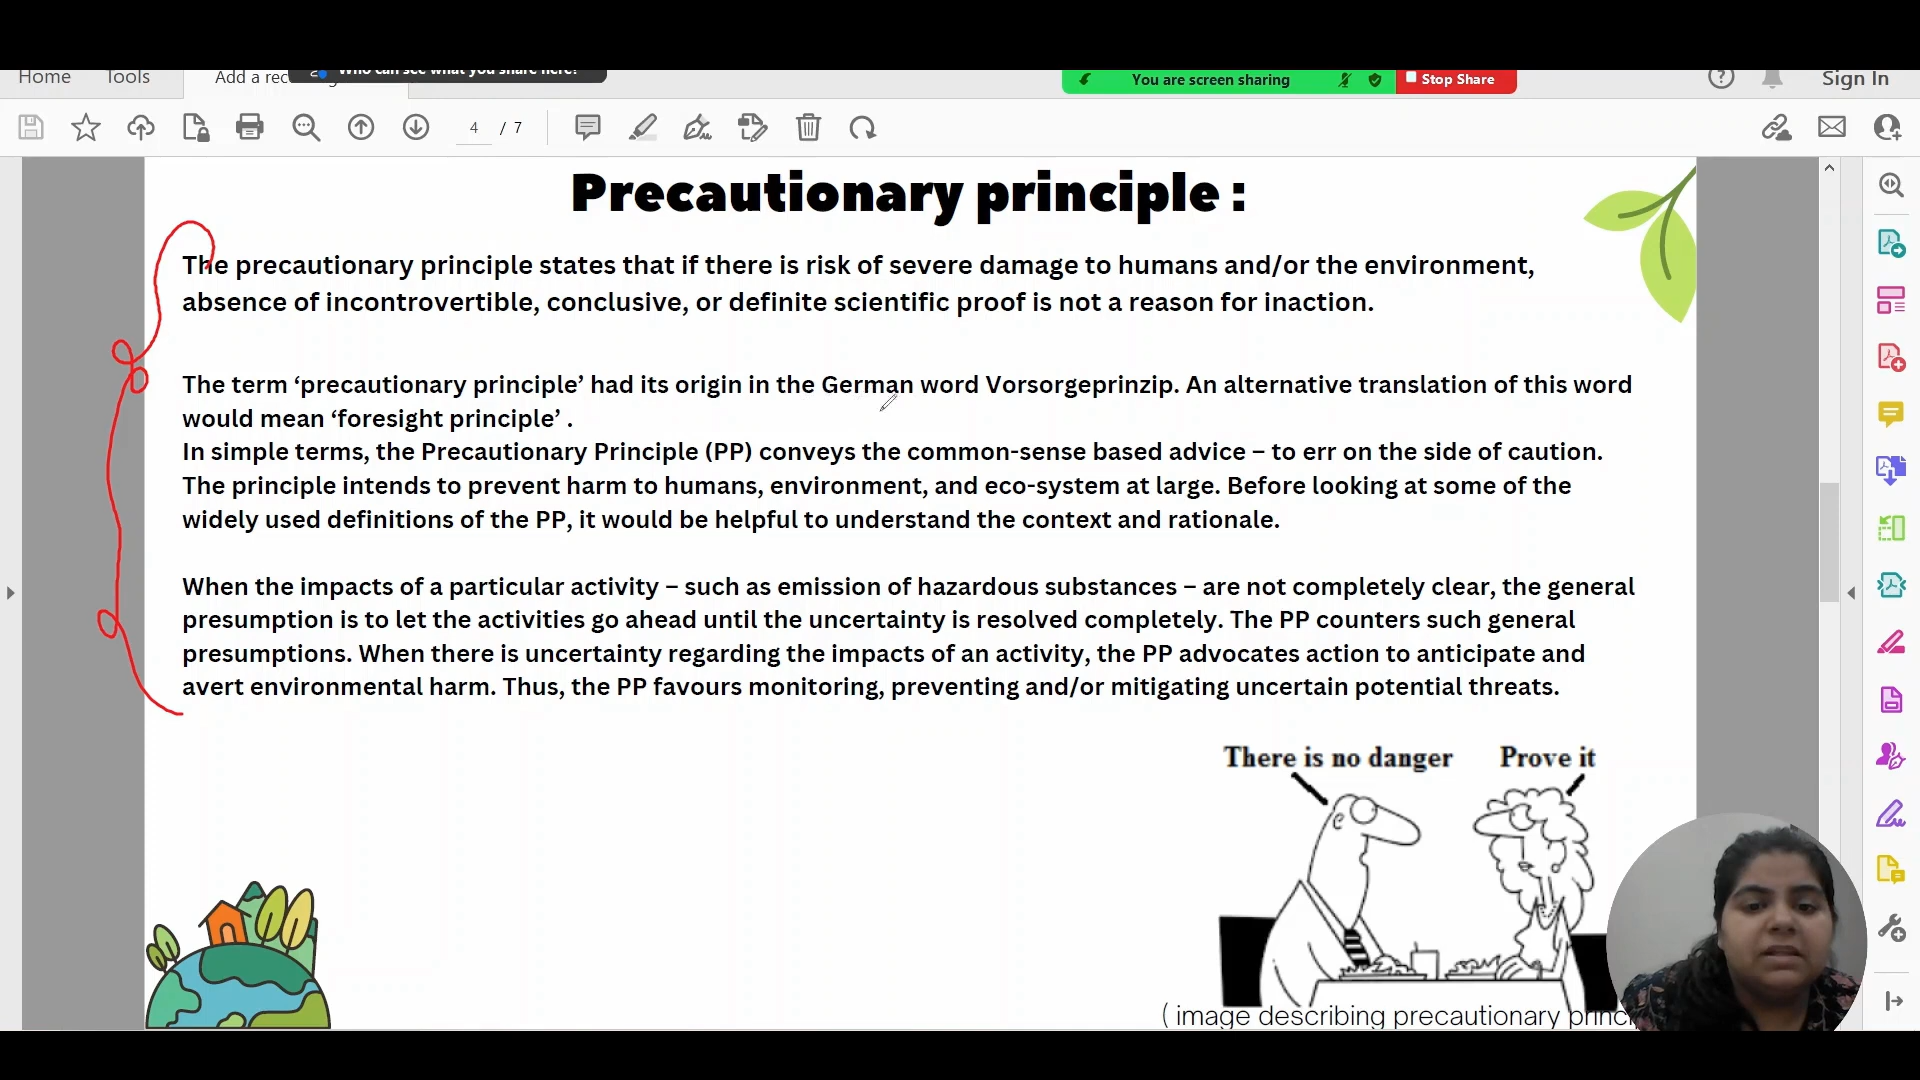 Who can see what you share here?
You are screen sharing
Stop Share
Home
Tools
Add a rec
Sign In
4 / 7
Precautionary principle :
The precautionary principle states that if there is risk of severe damage to humans and/or the environment,
absence of incontrovertible, conclusive, or definite scientific proof is not a reason for inaction.
The term ‘precautionary principle’ had its origin in the German word Vorsorgeprinzip. An alternative translation of this word
would mean ‘foresight principle’ .
In simple terms, the Precautionary Principle (PP) conveys the common-sense based advice – to err on the side of caution.
The principle intends to prevent harm to humans, environment, and eco-system at large. Before looking at some of the
widely used definitions of the PP, it would be helpful to understand the context and rationale.
When the impacts of a particular activity – such as emission of hazardous substances – are not completely clear, the general
presumption is to let the activities go ahead until the uncertainty is resolved completely. The PP counters such general
presumptions. When there is uncertainty regarding the impacts of an activity, the PP advocates action to anticipate and
avert environmental harm. Thus, the PP favours monitoring, preventing and/or mitigating uncertain potential threats.
There is no danger
Prove it
( image describing precautionary princi